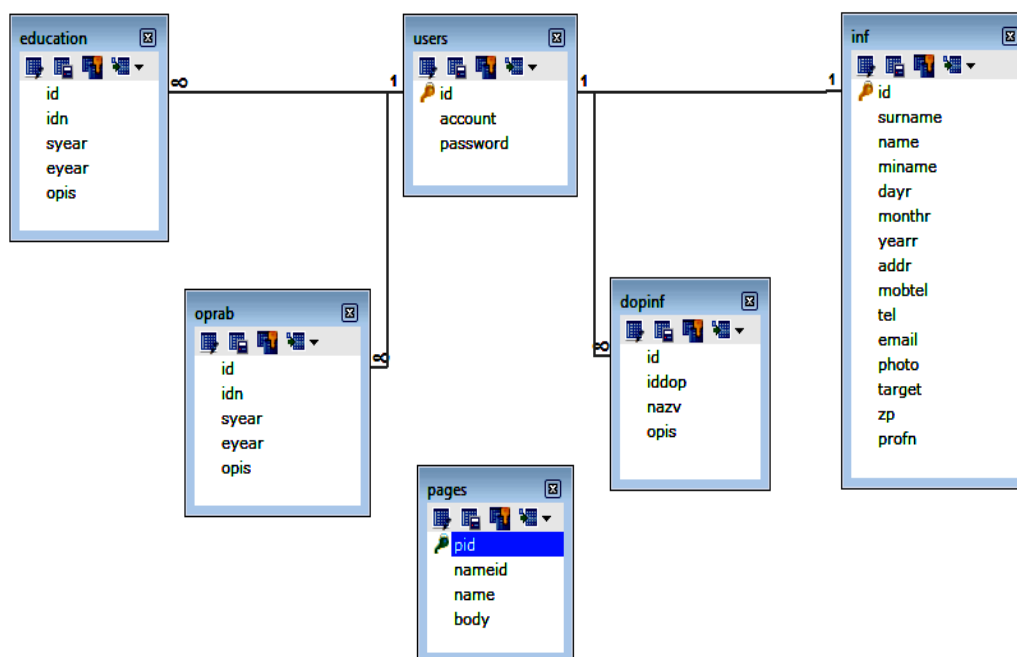 education
id
idn
syear
eyear
opis
∞
1
users
id
account
password
1
1
inf
id
surname
name
miname
dayr
monthr
yearr
addr
mobtel
tel
email
photo
target
zp
profn
oprab
id
idn
syear
eyear
opis
∞
dopinf
id
iddop
nazv
opis
∞
pages
pid
nameid
name
body